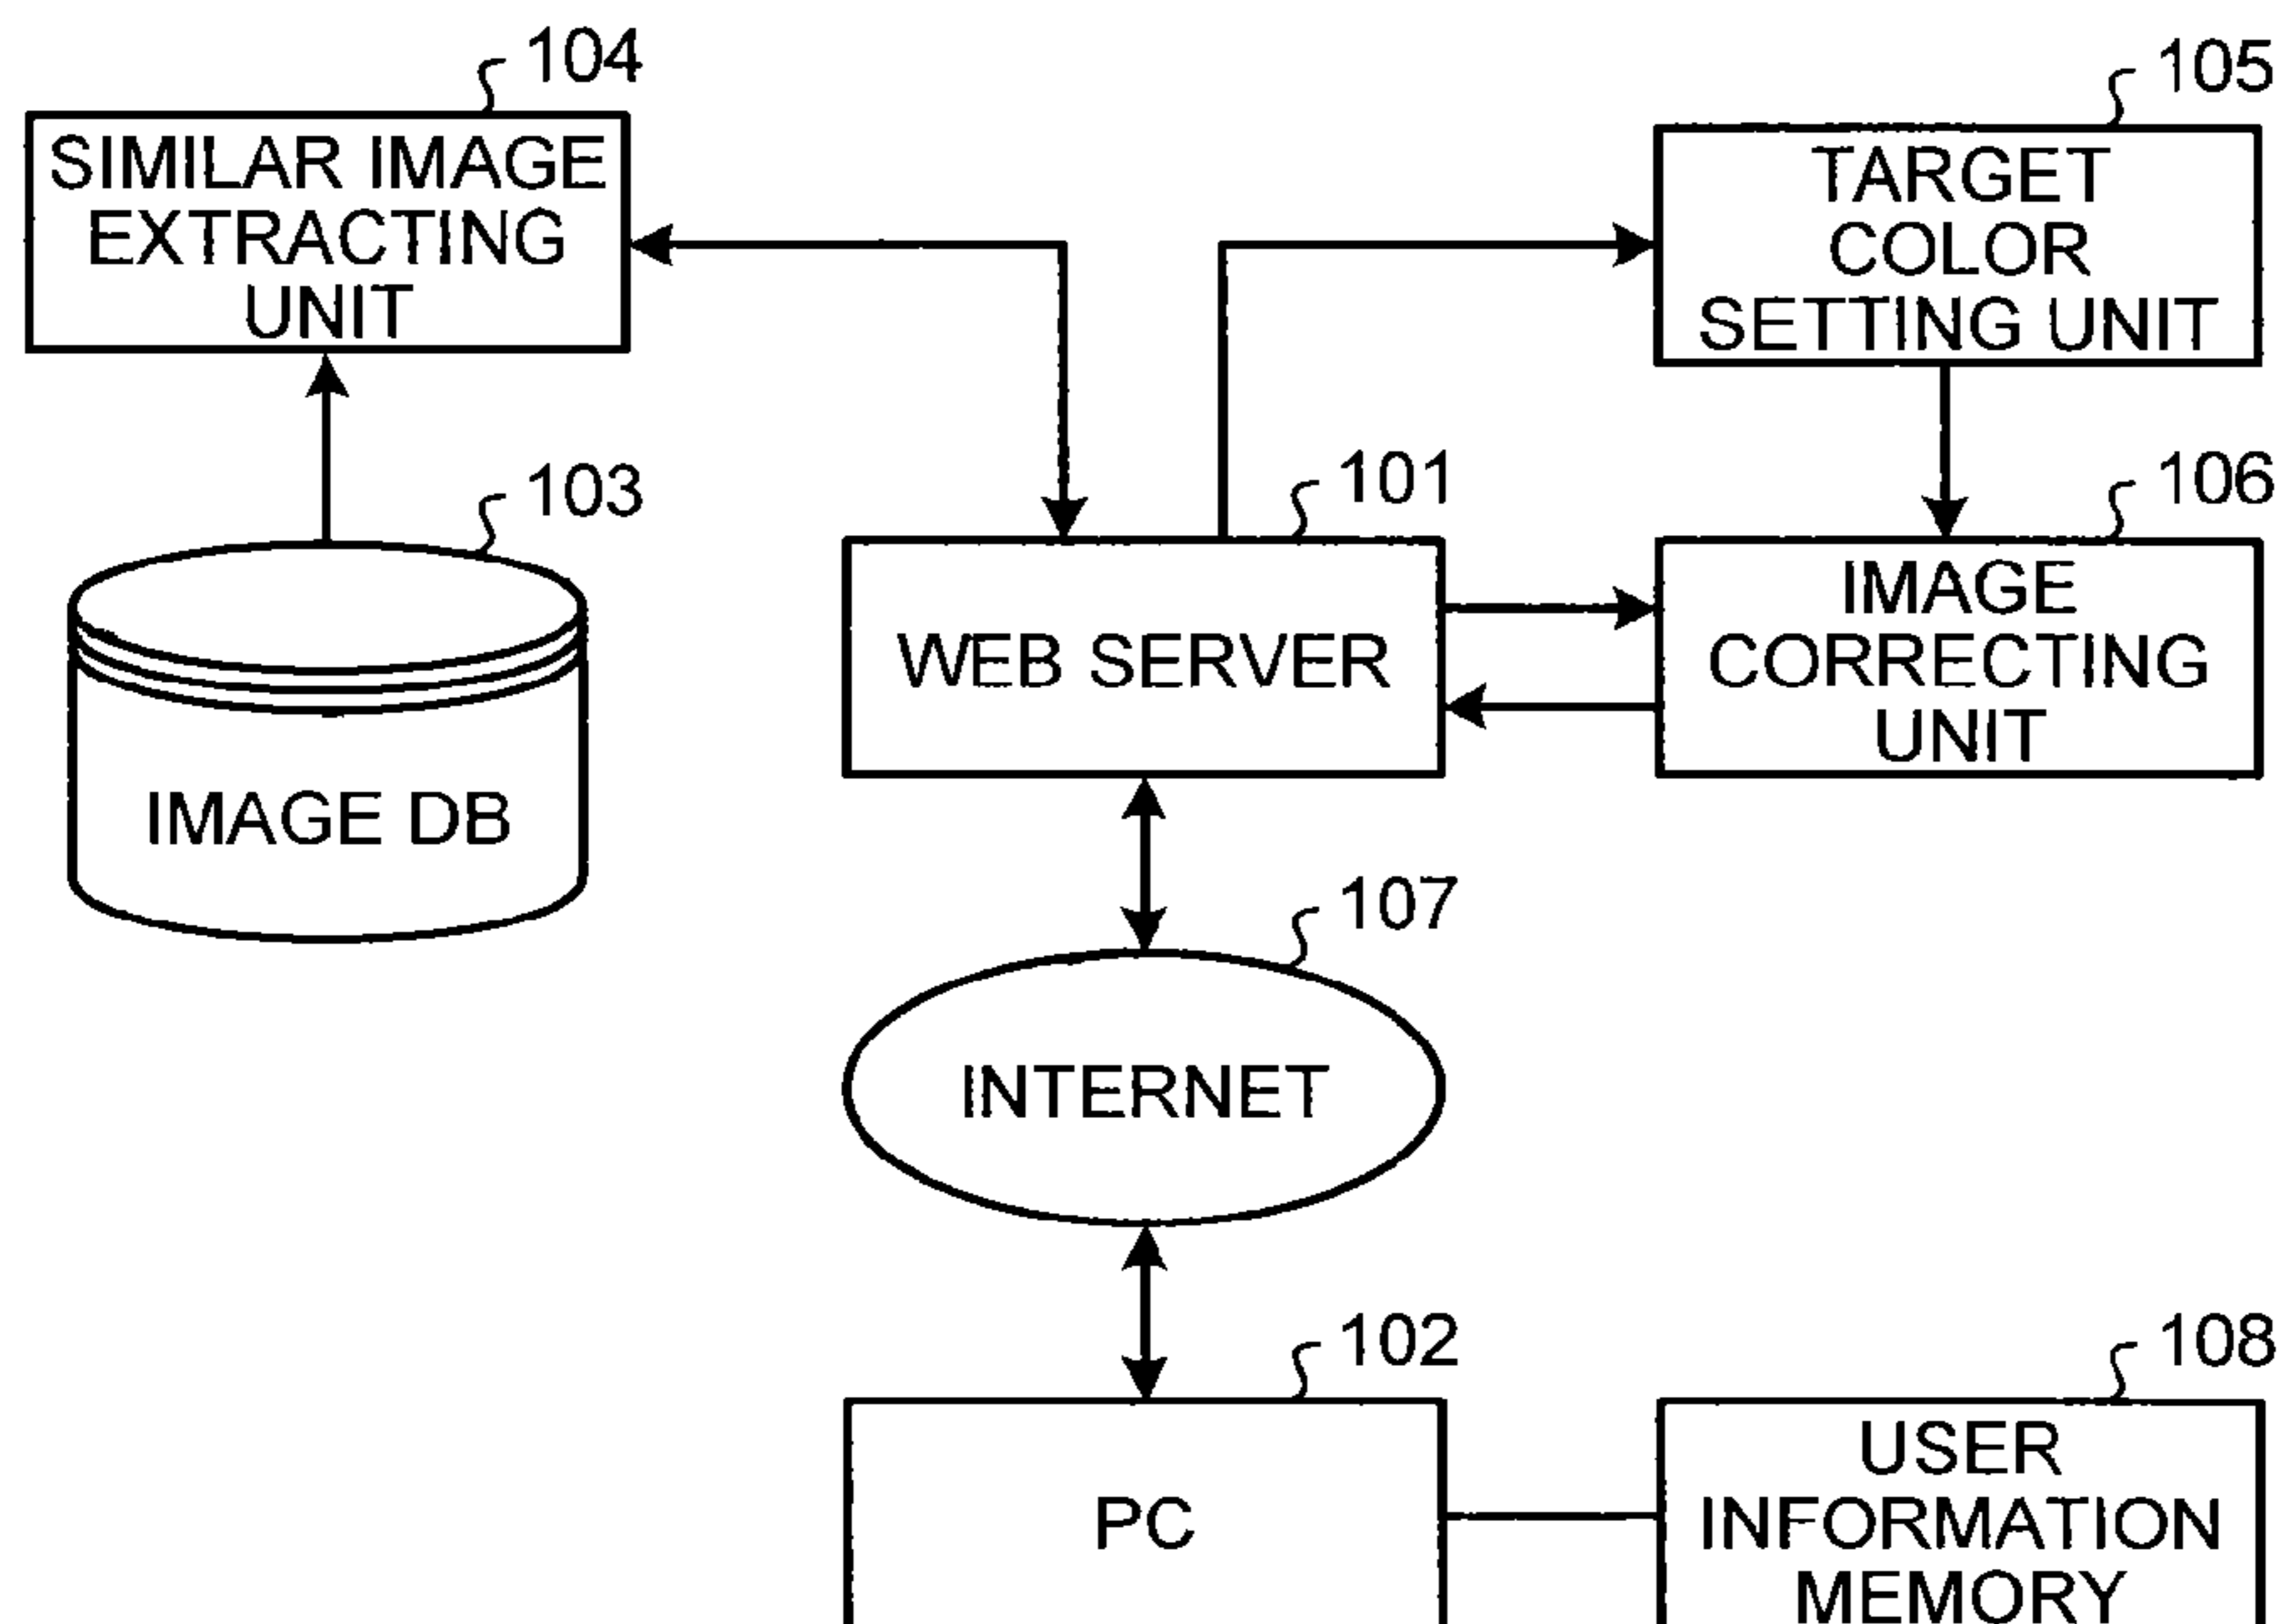 104
SIMILAR IMAGE
EXTRACTING
UNIT
105
TARGET
COLOR
SETTING UNIT
103
IMAGE DB
101
WEB SERVER
106
IMAGE
CORRECTING
UNIT
107
INTERNET
102
PC
108
USER
INFORMATION
MEMORY